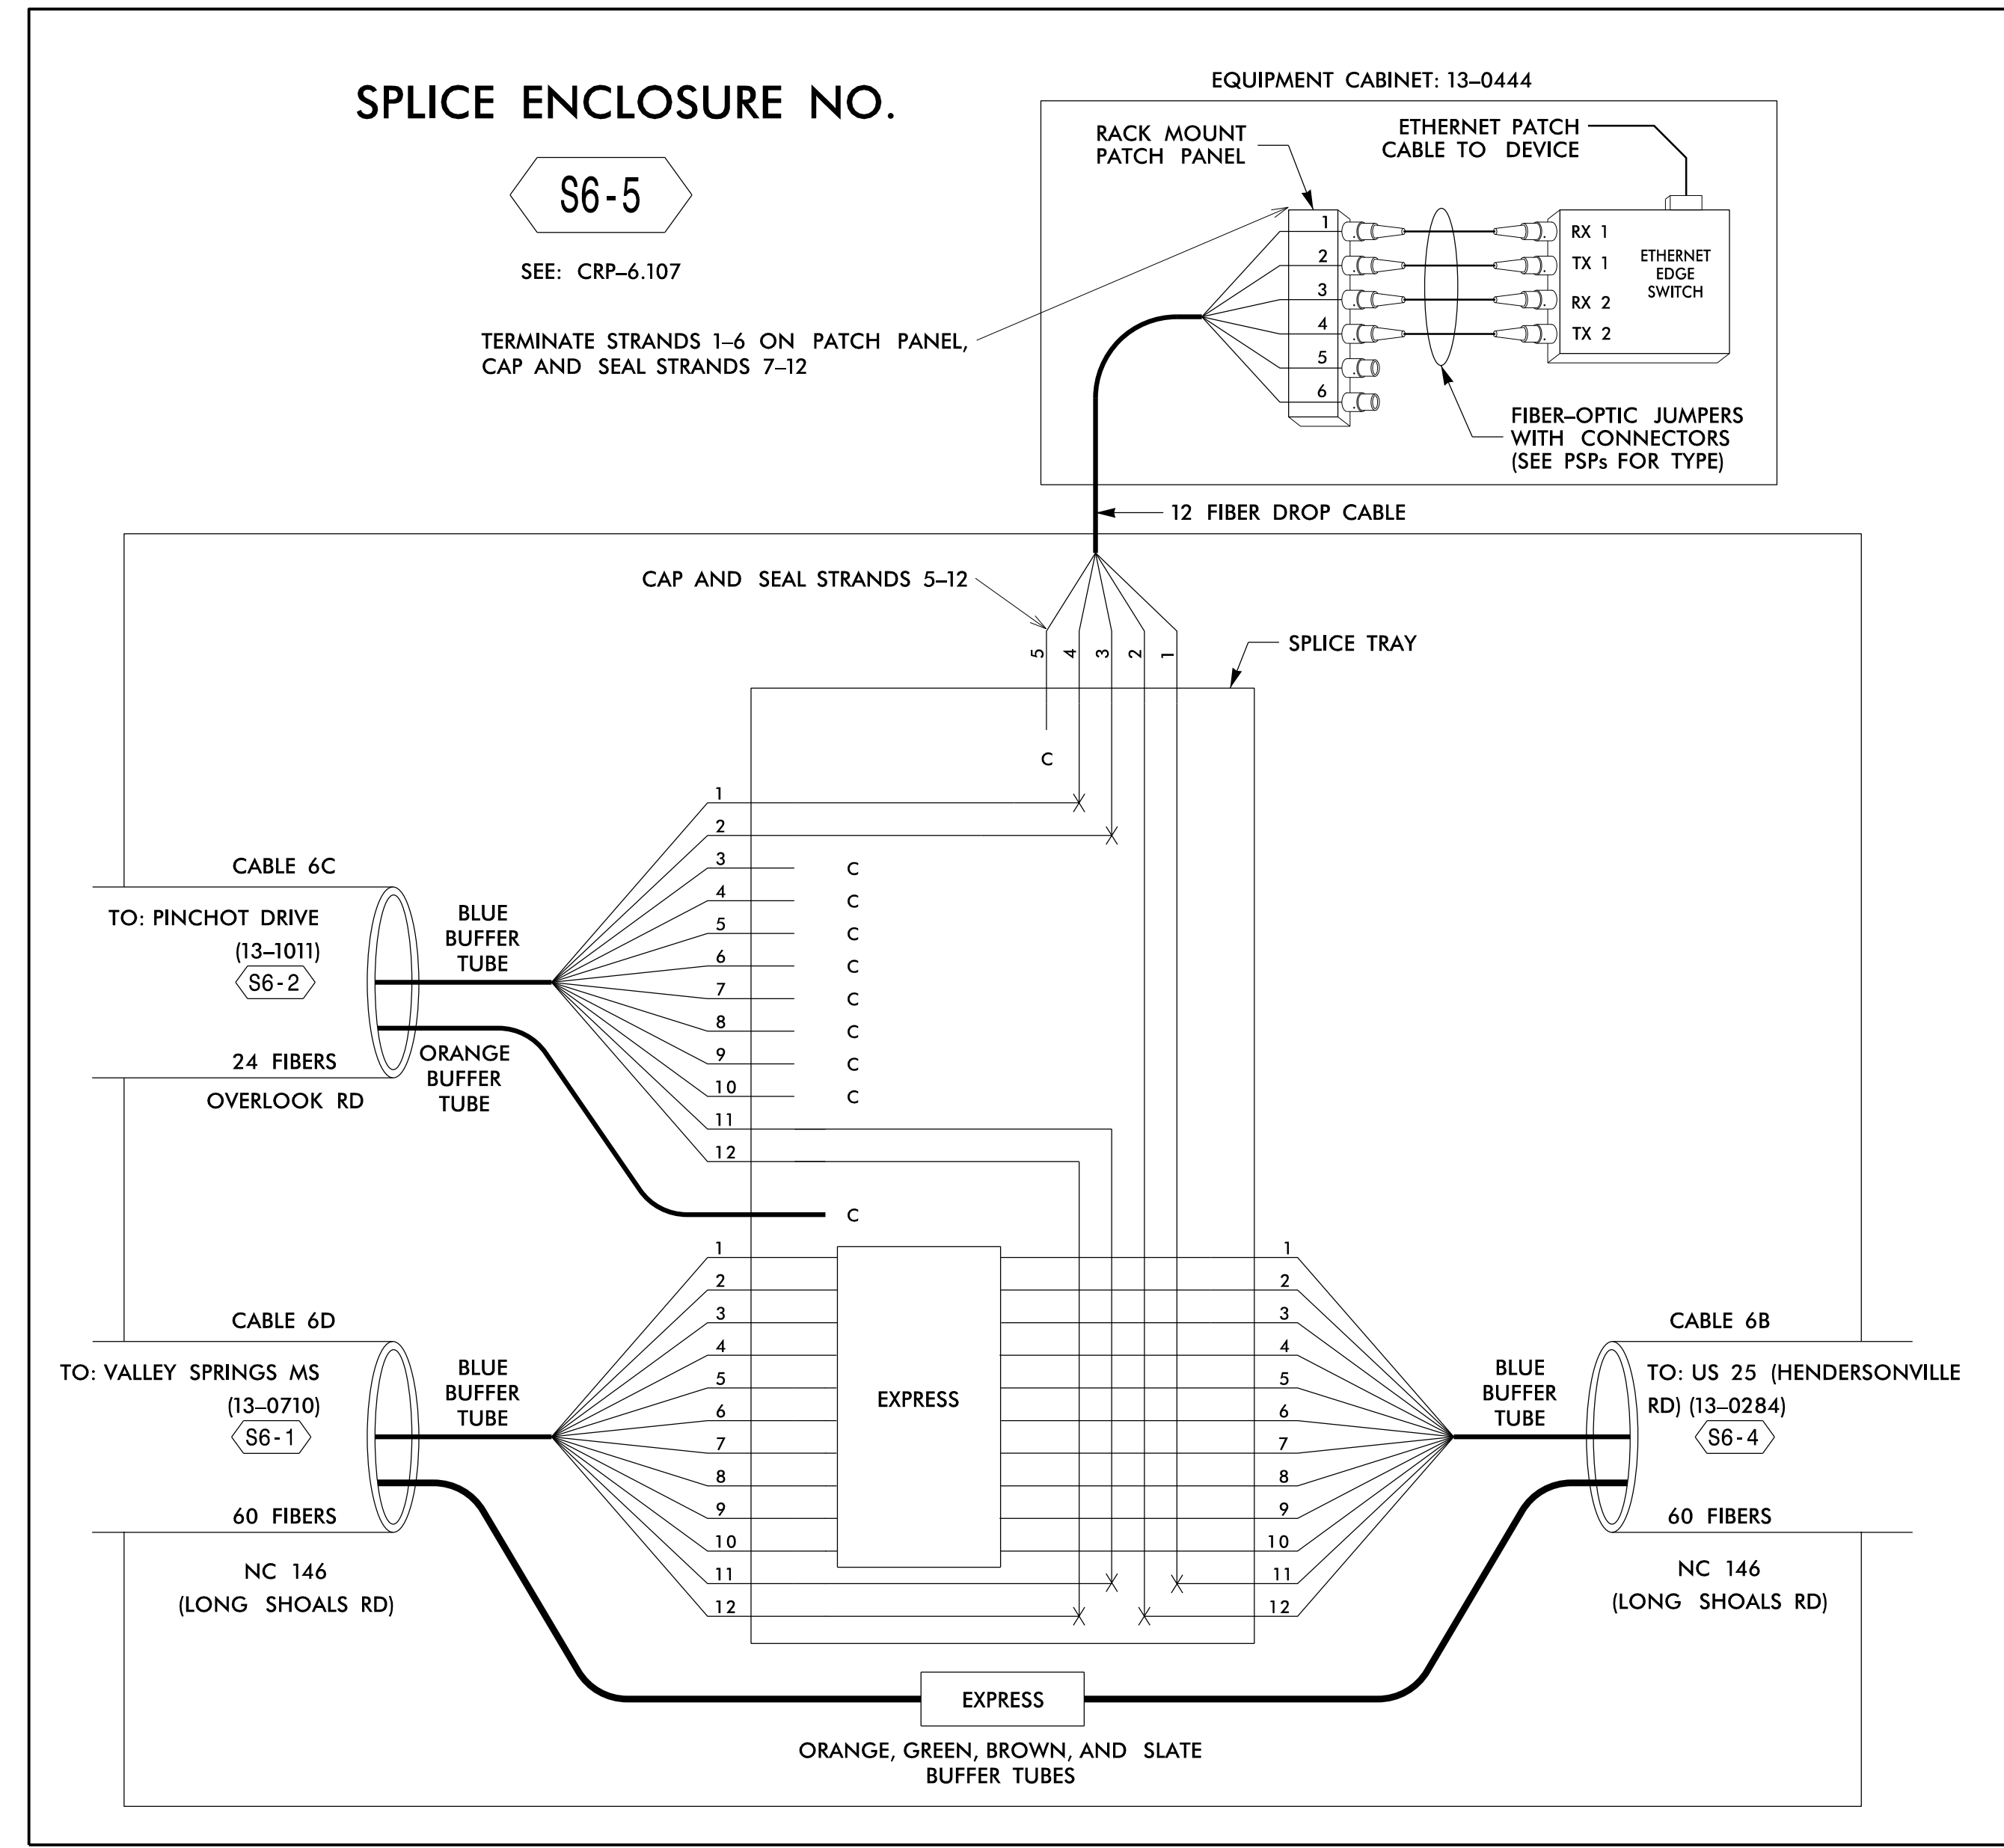 SPLICE ENCLOSURE NO.
S6-5
SEE: CRP-6.107
TERMINATE STRANDS 1-6 ON PATCH PANEL,
CAP AND SEAL STRANDS 7-12
EQUIPMENT CABINET: 13-0444
RACK MOUNT
PATCH PANEL
ETHERNET PATCH
CABLE TO DEVICE
1
2
3
4
5
6
RX 1
TX 1
RX 2
TX 2
ETHERNET
EDGE
SWITCH
FIBER-OPTIC JUMPERS
WITH CONNECTORS
(SEE PSPs FOR TYPE)
12 FIBER DROP CABLE
CAP AND SEAL STRANDS 5-12
5
4
3
2
1
SPLICE TRAY
C
CABLE 6C
TO: PINCHOT DRIVE
(13-1011)
S6-2
24 FIBERS
OVERLOOK RD
BLUE
BUFFER
TUBE
ORANGE
BUFFER
TUBE
1
2
3 C
4 C
5 C
6 C
7 C
8 C
9 C
10 C
11
12
C
CABLE 6D
TO: VALLEY SPRINGS MS
(13-0710)
S6-1
60 FIBERS
NC 146
(LONG SHOALS RD)
BLUE
BUFFER
TUBE
1
2
3
4
5
6
7
8
9
10
11
12
EXPRESS
1
2
3
4
5
6
7
8
9
10
11
12
BLUE
BUFFER
TUBE
CABLE 6B
TO: US 25 (HENDERSONVILLE
RD) (13-0284)
S6-4
60 FIBERS
NC 146
(LONG SHOALS RD)
EXPRESS
ORANGE, GREEN, BROWN, AND SLATE
BUFFER TUBES